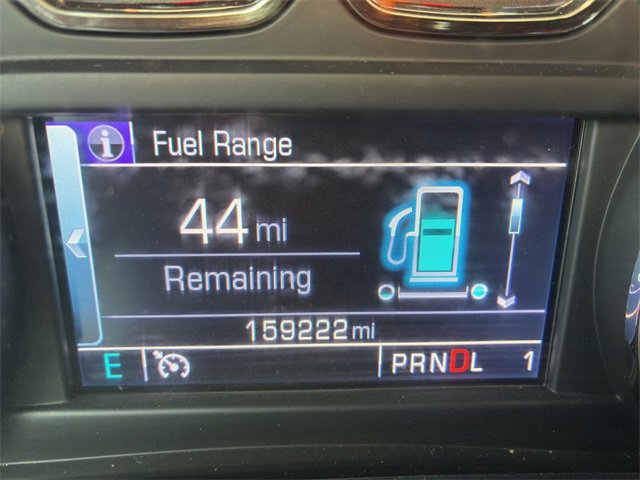 i Fuel Range
44 mi
Remaining
159222 mi
E PRNDL 1